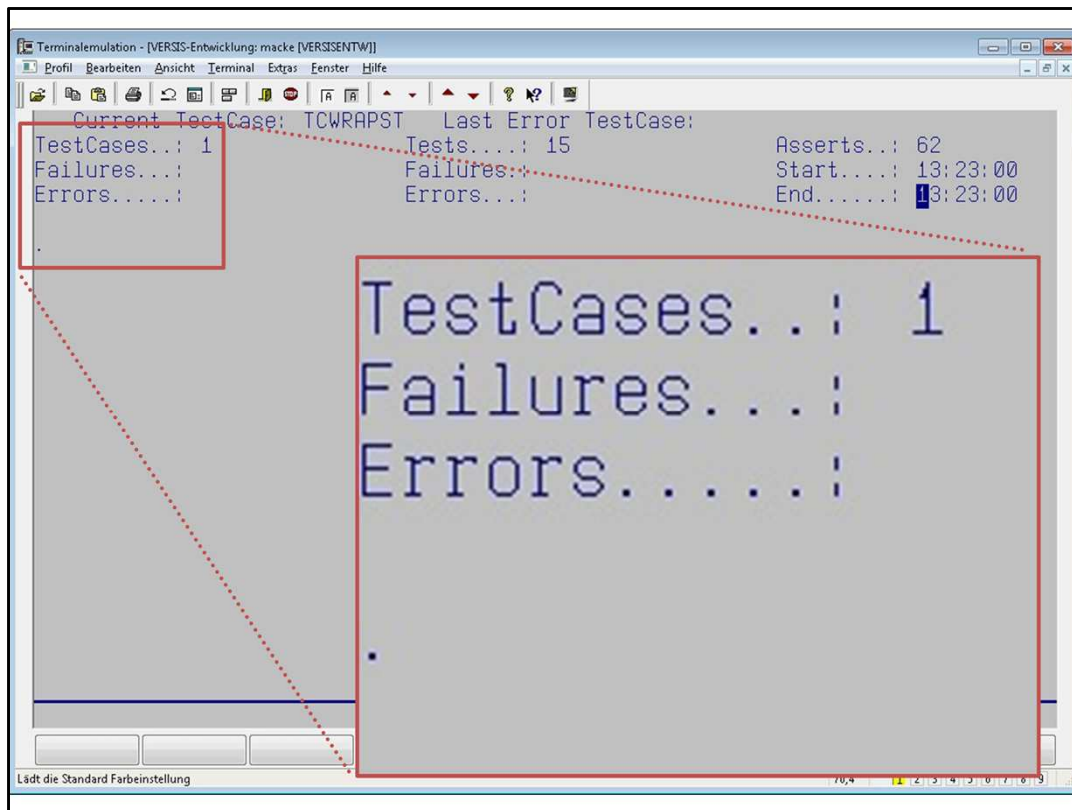 Terminalemulation - [VERSIS-Entwicklung: macke [VERSISENTW]]
Profil Bearbeiten Ansicht Terminal Extras Fenster Hilfe
Current TestCase: TCWRAPST Last Error TestCase:
TestCases..: 1 Tests....: 15 Asserts..: 62
Failures...: Failures.: Start....: 13:23:00
Errors.....: Errors...: End......: 13:23:00
.
TestCases..: 1
Failures...:
Errors.....:
.
Lädt die Standard Farbeinstellung 70,4 1 2 3 4 5 6 7 8 9